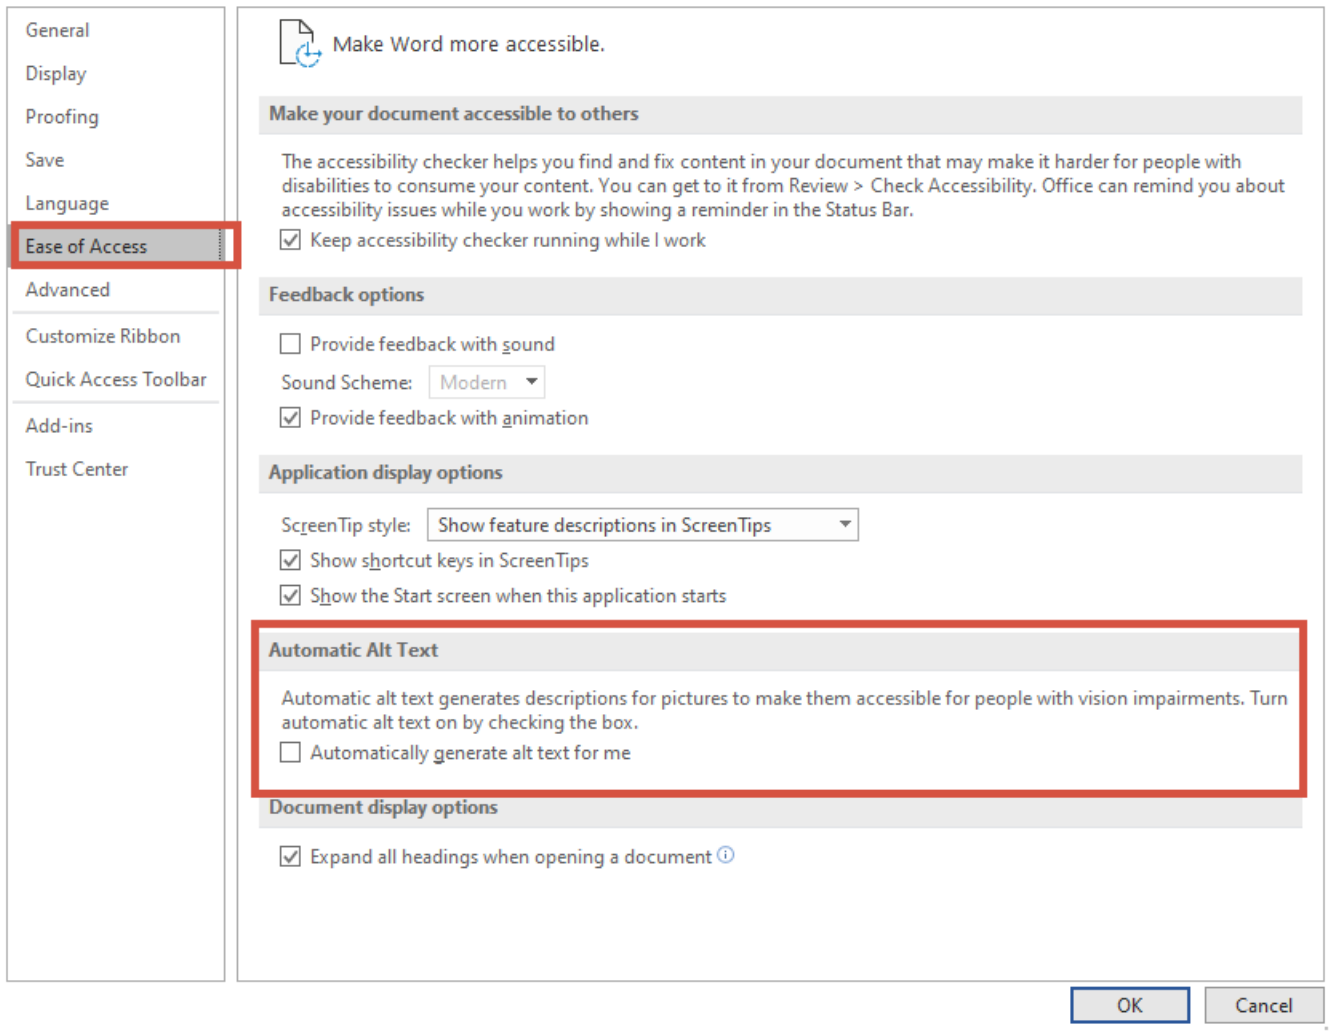 General
Display
Proofing
Save
Language
Ease of Access
Advanced
Customize Ribbon
Quick Access Toolbar
Add-ins
Trust Center
Make Word more accessible.
Make your document accessible to others
The accessibility checker helps you find and fix content in your document that may make it harder for people with
disabilities to consume your content. You can get to it from Review > Check Accessibility. Office can remind you about
accessibility issues while you work by showing a reminder in the Status Bar.
Keep accessibility checker running while I work
Feedback options
Provide feedback with sound
Sound Scheme: Modern
Provide feedback with animation
Application display options
ScreenTip style: Show feature descriptions in ScreenTips
Show shortcut keys in ScreenTips
Show the Start screen when this application starts
Automatic Alt Text
Automatic alt text generates descriptions for pictures to make them accessible for people with vision impairments. Turn
automatic alt text on by checking the box.
Automatically generate alt text for me
Document display options
Expand all headings when opening a document
OK Cancel